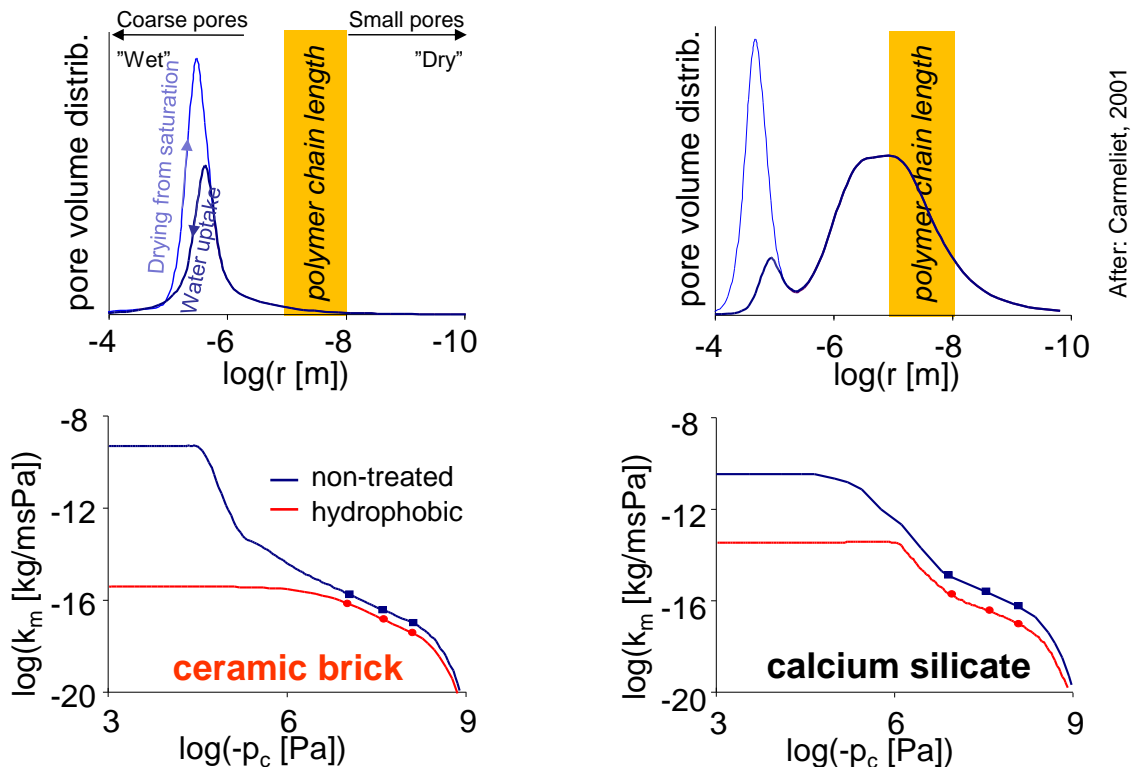 Coarse pores
Small pores
”Wet”
”Dry”
pore volume distrib.
Drying from saturation
Water uptake
polymer chain length
-4
-6
-8
-10
log(r [m])
pore volume distrib.
polymer chain length
-4
-6
-8
-10
log(r [m])
After: Carmeliet, 2001
log(km [kg/msPa])
-8
-12
-16
-20
non-treated
hydrophobic
ceramic brick
3
6
9
log(-pc [Pa])
log(km [kg/msPa])
-8
-12
-16
-20
calcium silicate
3
6
9
log(-pc [Pa])